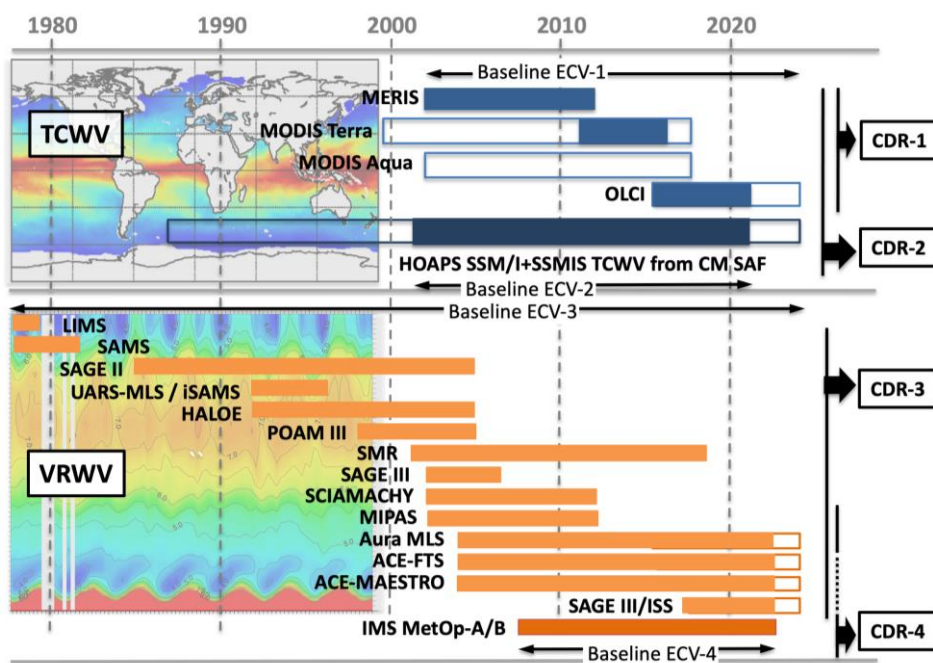 1980 1990 2000 2010 2020
Baseline ECV-1
MERIS
TCWV
MODIS Terra
CDR-1
MODIS Aqua
OLCI
HOAPS SSM/I+SSMIS TCWV from CM SAF
CDR-2
Baseline ECV-2
Baseline ECV-3
LIMS
SAMS
SAGE II
UARS-MLS / iSAMS
CDR-3
HALOE
POAM III
SMR
SAGE III
VRWV
SCIAMACHY
MIPAS
Aura MLS
ACE-FTS
ACE-MAESTRO
SAGE III/ISS
IMS MetOp-A/B
CDR-4
Baseline ECV-4